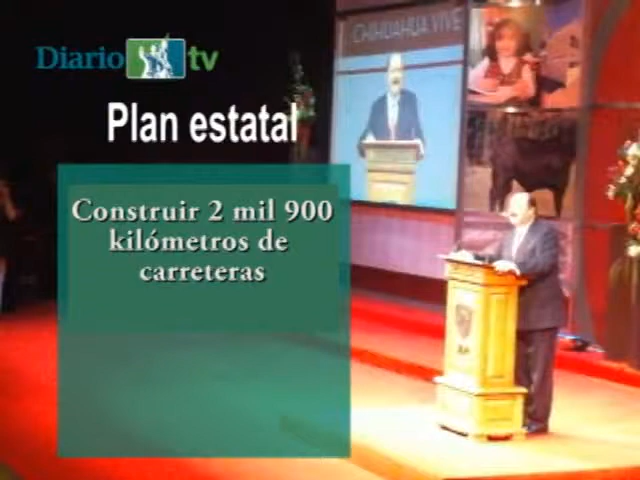 CHIHUAHUA VIVE
Diario tv
Plan estatal
Construir 2 mil 900
kilómetros de
carreteras